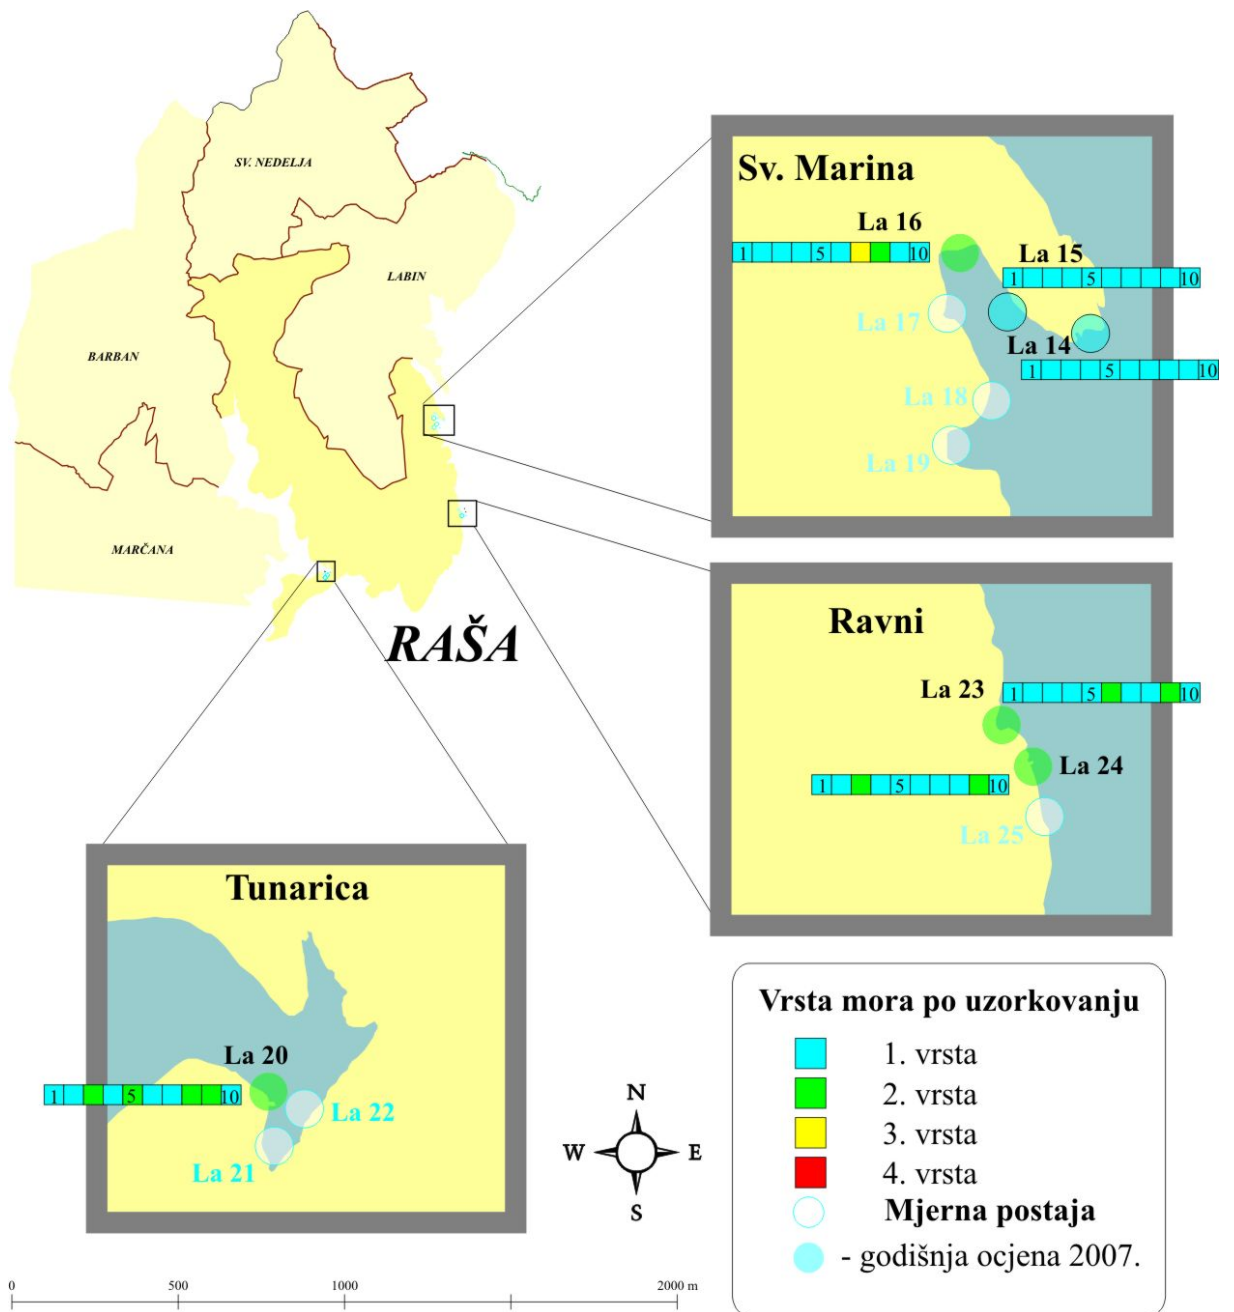 SV. NEDELJA
LABIN
BARBAN
MARČANA
RAŠA
Sv. Marina
La 16
1 5 10
La 15
1 5 10
La 17
La 14
1 5 10
La 18
La 19
Ravni
La 23
1 5 10
La 24
1 5 10
La 25
Tunarica
La 20
1 5 10
La 22
La 21
N
W E
S
Vrsta mora po uzorkovanju
1. vrsta
2. vrsta
3. vrsta
4. vrsta
Mjerna postaja
- godišnja ocjena 2007.
0 500 1000 2000 m